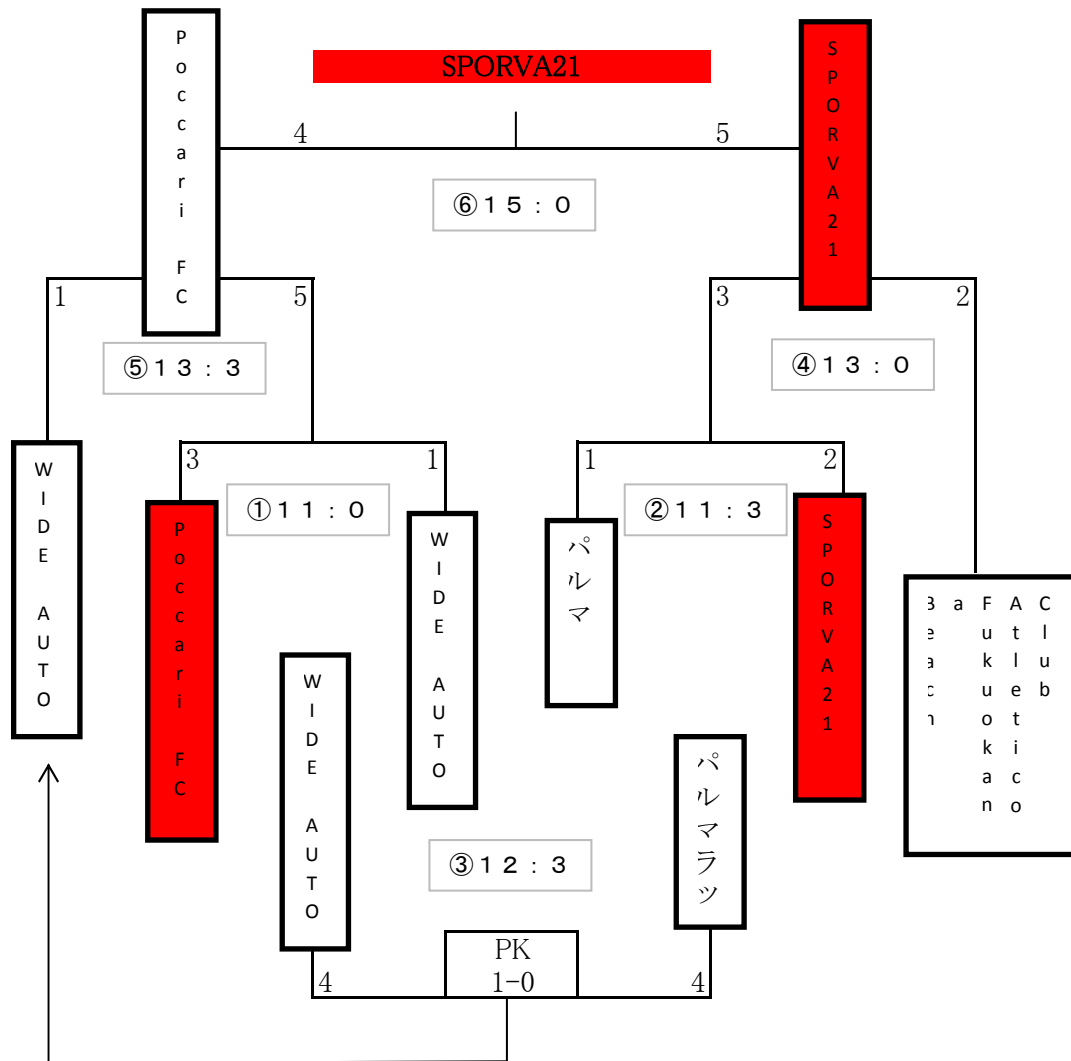 SPORVA21
Poccari FC
SPORVA21
4
5
⑥15:0
1
5
3
2
⑤13:3
④13:0
3
1
1
2
①11:0
②11:3
WIDE AUTO
Poccari FC
WIDE AUTO
パルマ
SPORVA21
Club
Atletico
Fukuokan
a
WIDE AUTO
パルマラツ
③12:3
PK
1-0
4
4